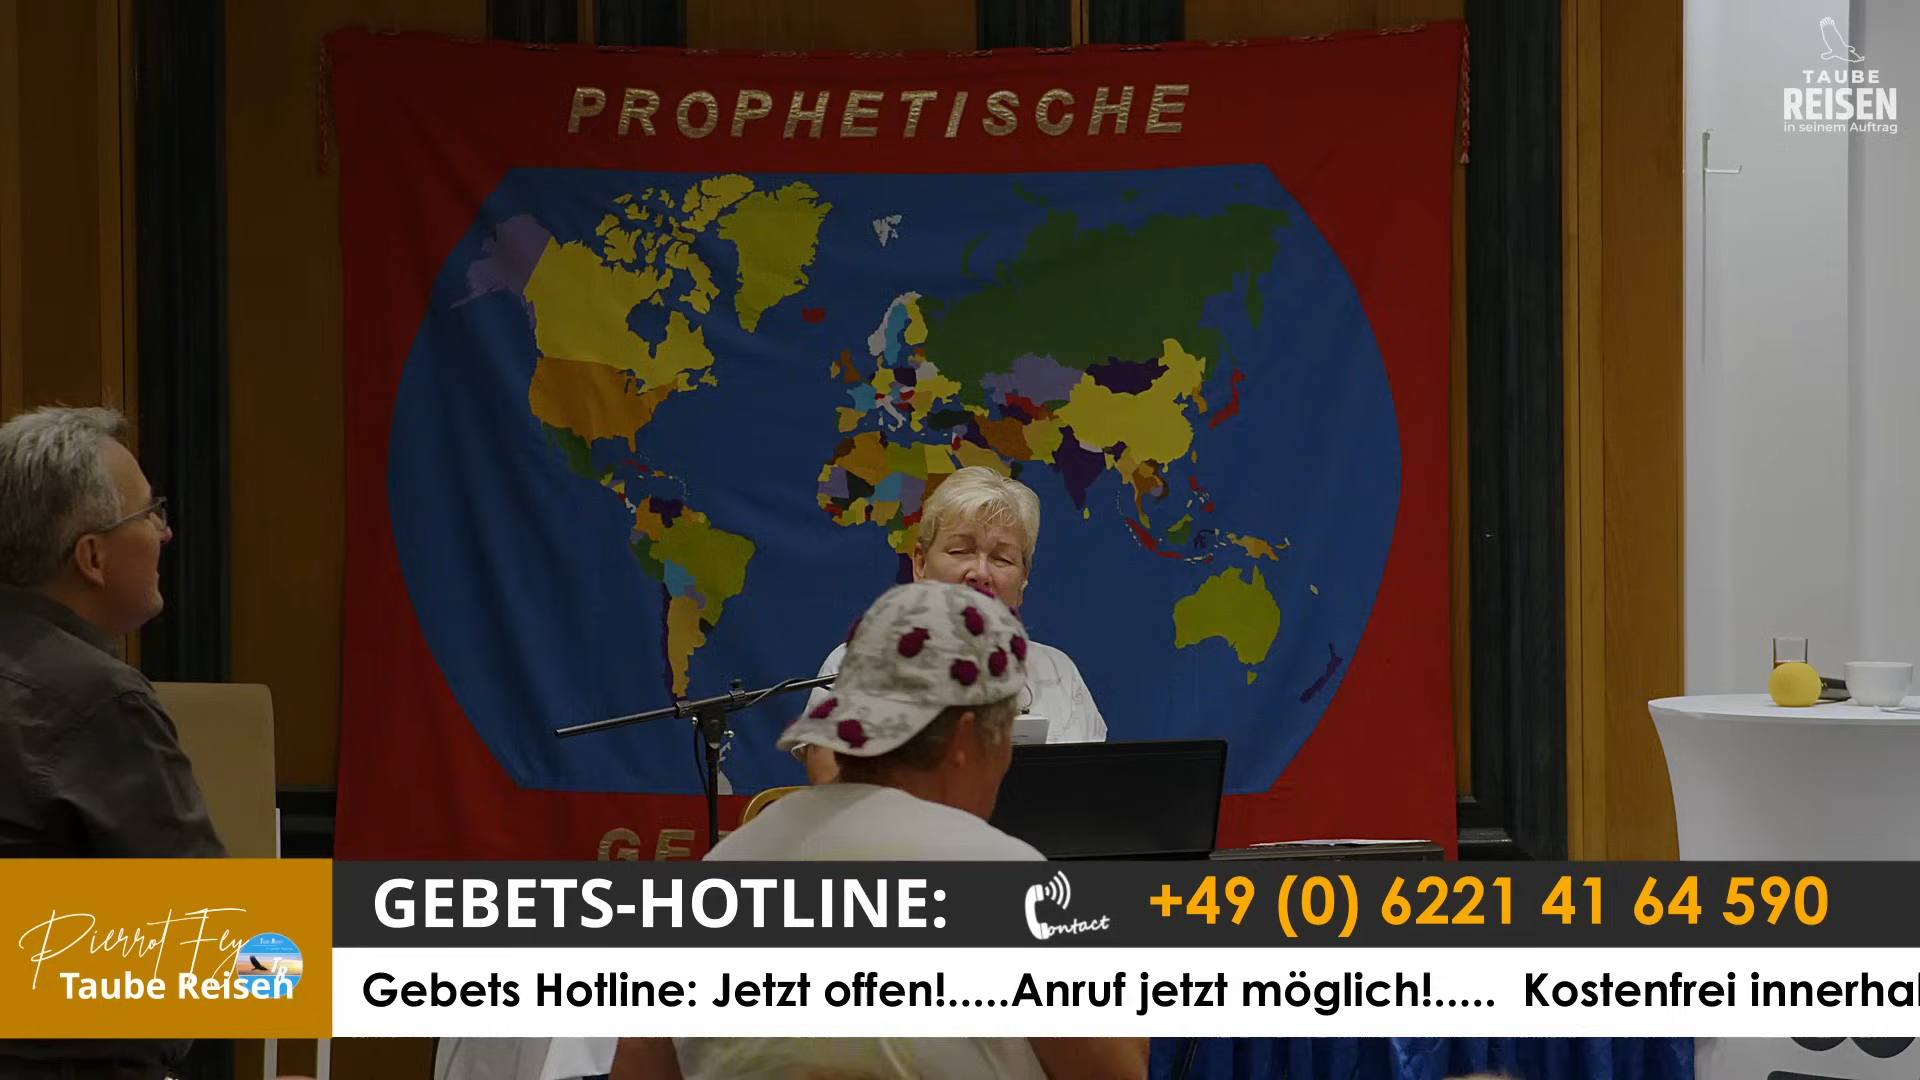 PROPHETISCHE
TAUBE
REISEN
in seinem Auftrag
GE
GEBETS-HOTLINE:
Contact
+49 (0) 6221 41 64 590
Pierrot Fey
Taube Reisen
Gebets Hotline: Jetzt offen!.....Anruf jetzt möglich!..... Kostenfrei innerhal